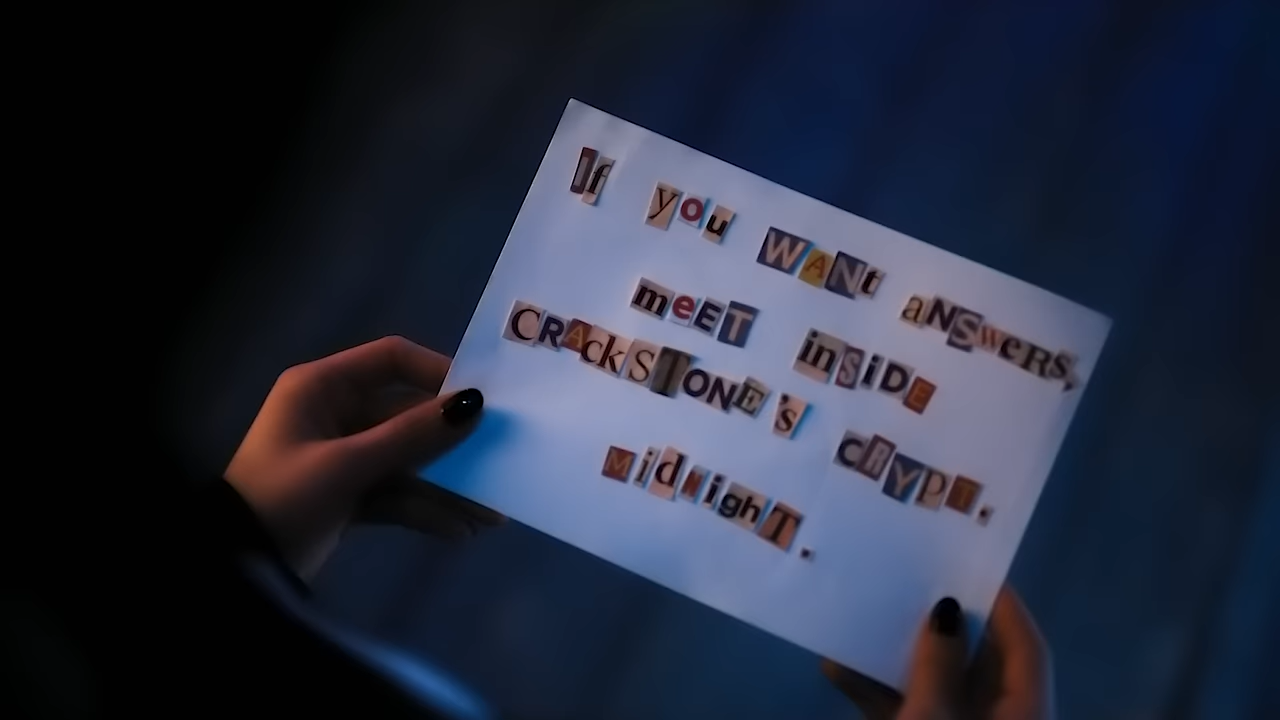 If you WANt aNSweRS,
meET inSiDE
CRAckSTONE's CRYpT.
MidNighT.